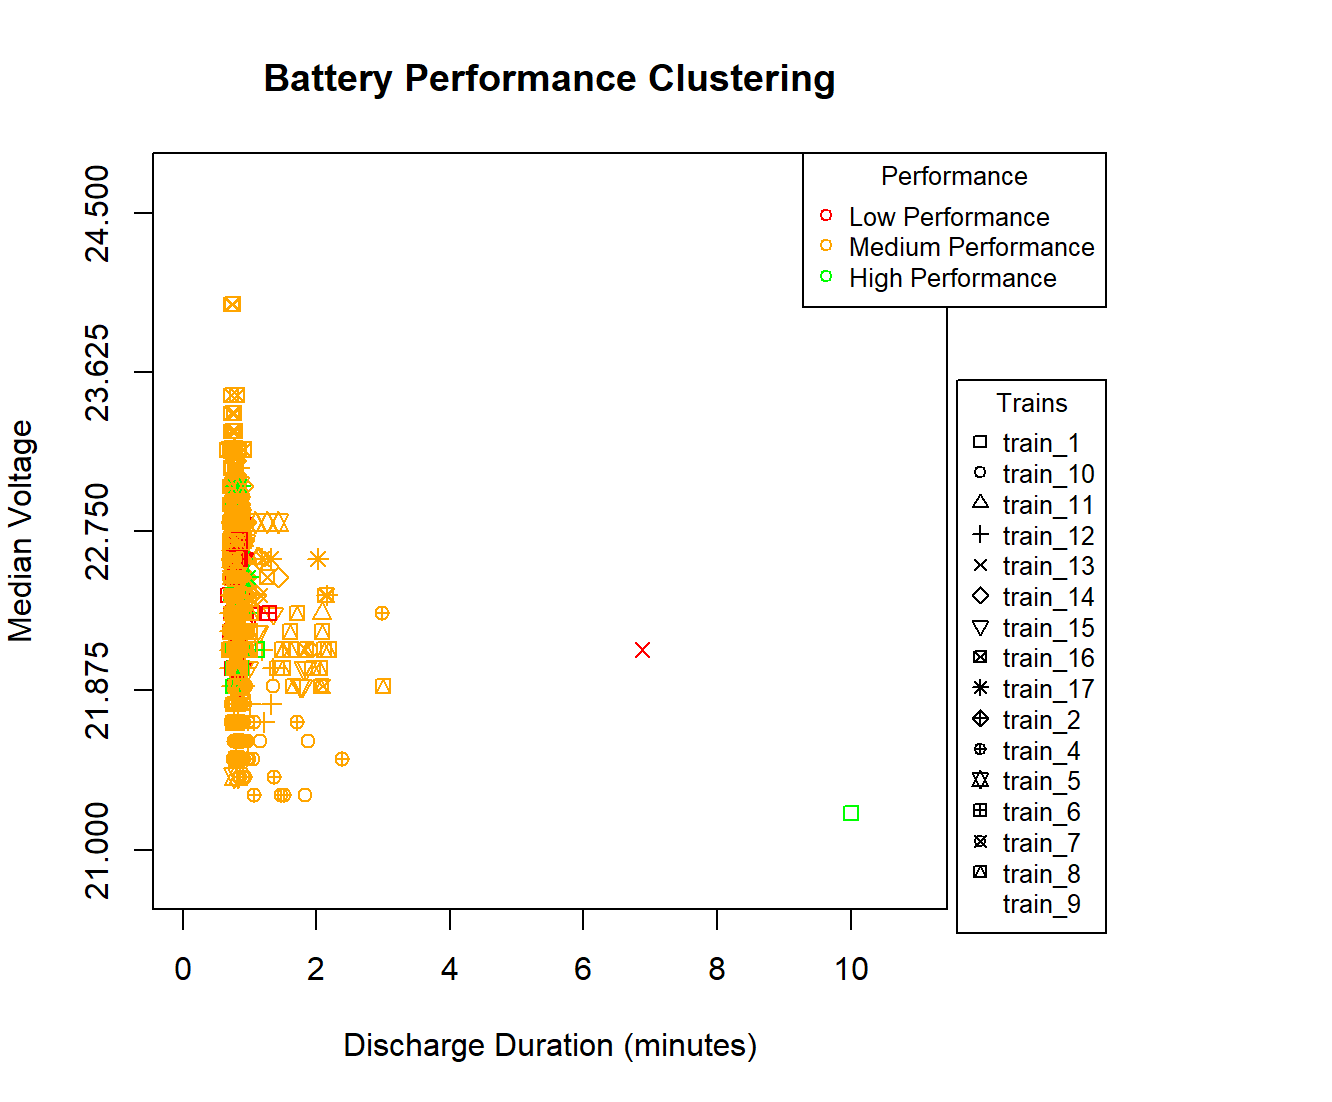 Battery Performance Clustering
Performance
Low Performance
Medium Performance
High Performance
Trains
train_1
train_10
train_11
train_12
train_13
train_14
train_15
train_16
train_17
train_2
train_4
train_5
train_6
train_7
train_8
train_9
Median Voltage
24.500
23.625
22.750
21.875
21.000
0 2 4 6 8 10
Discharge Duration (minutes)